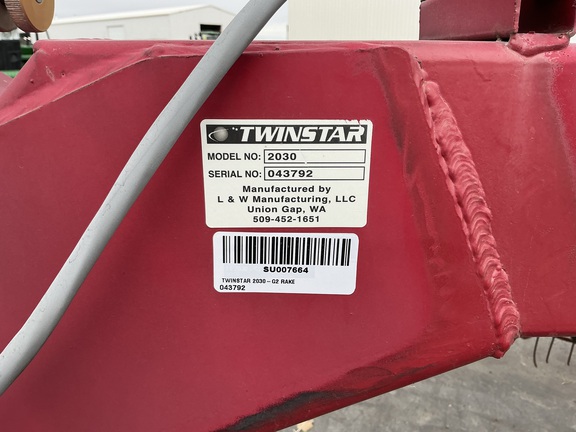 TWINSTAR
MODEL NO: 2030
SERIAL NO: 043792
Manufactured by
L & W Manufacturing, LLC
Union Gap, WA
509-452-1651
SU007664
TWINSTAR 2030-G2 RAKE
043792